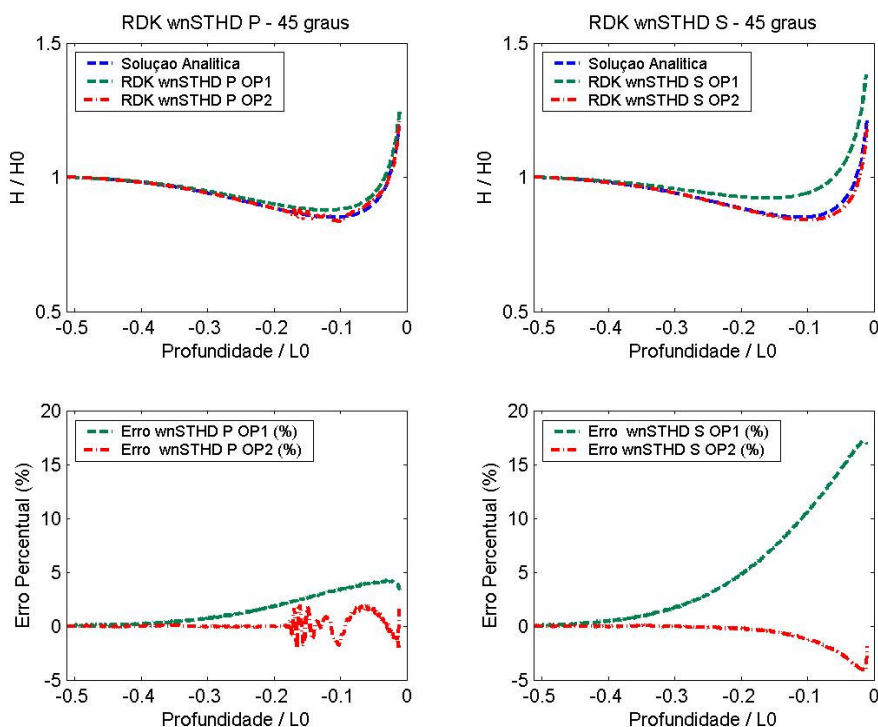 RDK wnSTHD P - 45 graus
1.5
Soluçao Analitica
RDK wnSTHD P OP1
RDK wnSTHD P OP2
H / H0
1
0.5
-0.5 -0.4 -0.3 -0.2 -0.1 0
Profundidade / L0
RDK wnSTHD S - 45 graus
1.5
Soluçao Analitica
RDK wnSTHD S OP1
RDK wnSTHD S OP2
H / H0
1
0.5
-0.5 -0.4 -0.3 -0.2 -0.1 0
Profundidade / L0
20
Erro wnSTHD P OP1 (%)
Erro wnSTHD P OP2 (%)
15
10
5
0
-5
Erro Percentual (%)
-0.5 -0.4 -0.3 -0.2 -0.1 0
Profundidade / L0
20
Erro wnSTHD S OP1 (%)
Erro wnSTHD S OP2 (%)
15
10
5
0
-5
Erro Percentual (%)
-0.5 -0.4 -0.3 -0.2 -0.1 0
Profundidade / L0